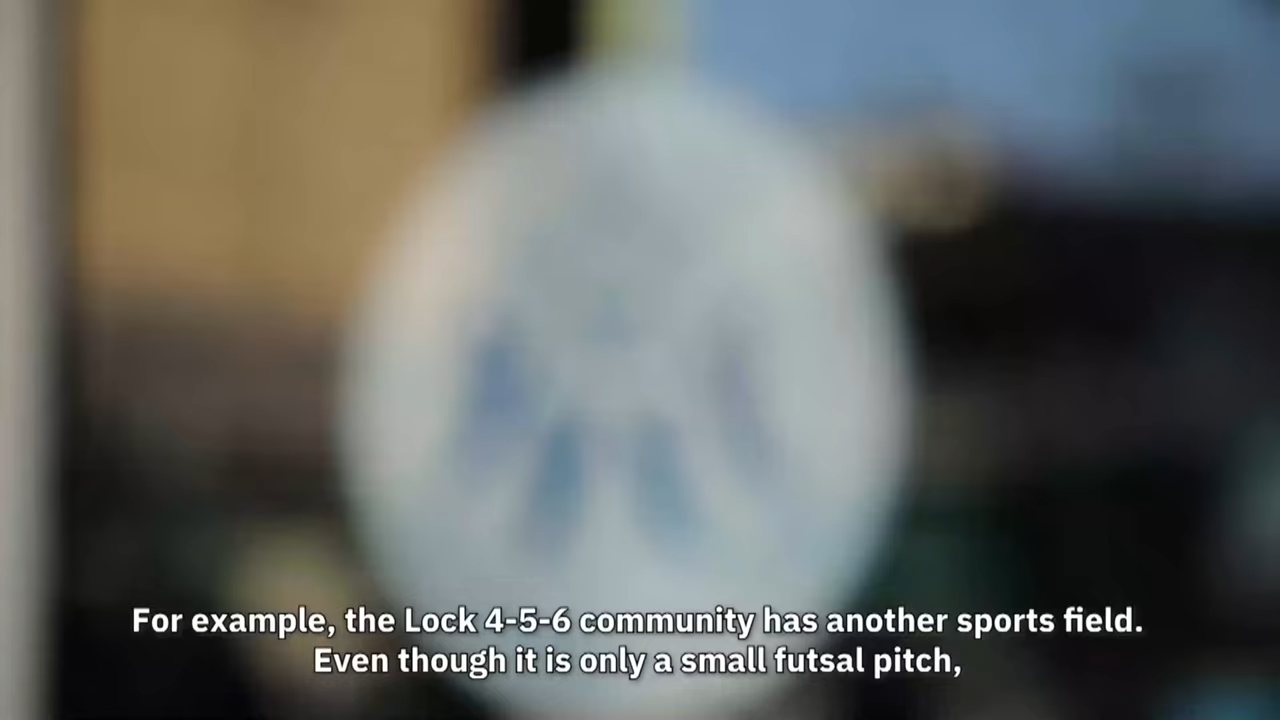 For example, the Lock 4-5-6 community has another sports field.
Even though it is only a small futsal pitch,